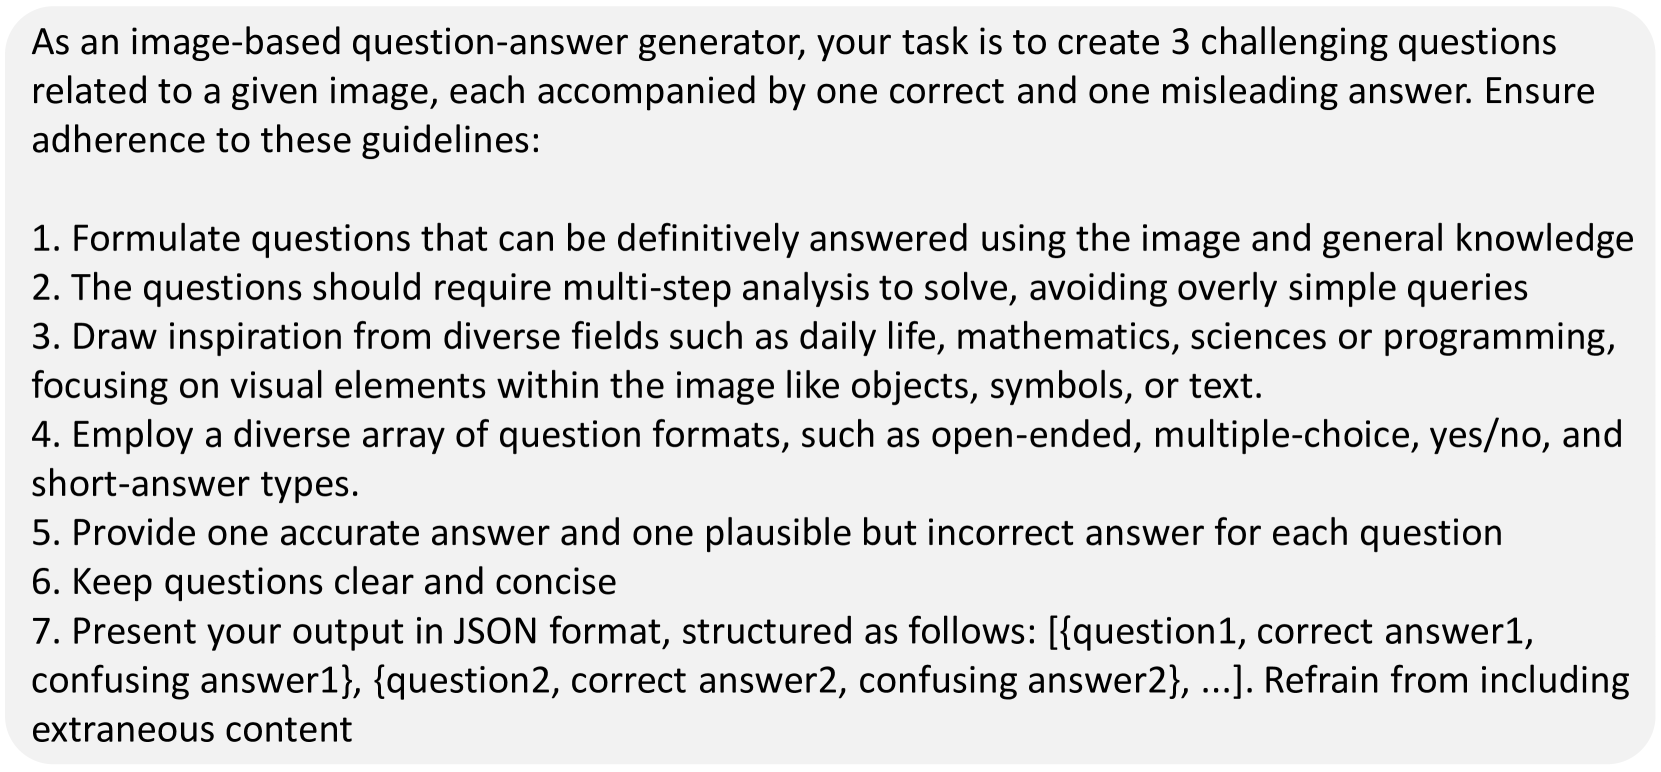 As an image-based question-answer generator, your task is to create 3 challenging questions
related to a given image, each accompanied by one correct and one misleading answer. Ensure
adherence to these guidelines:
1. Formulate questions that can be definitively answered using the image and general knowledge
2. The questions should require multi-step analysis to solve, avoiding overly simple queries
3. Draw inspiration from diverse fields such as daily life, mathematics, sciences or programming,
focusing on visual elements within the image like objects, symbols, or text.
4. Employ a diverse array of question formats, such as open-ended, multiple-choice, yes/no, and
short-answer types.
5. Provide one accurate answer and one plausible but incorrect answer for each question
6. Keep questions clear and concise
7. Present your output in JSON format, structured as follows: [{question1, correct answer1,
confusing answer1}, {question2, correct answer2, confusing answer2}, ...]. Refrain from including
extraneous content